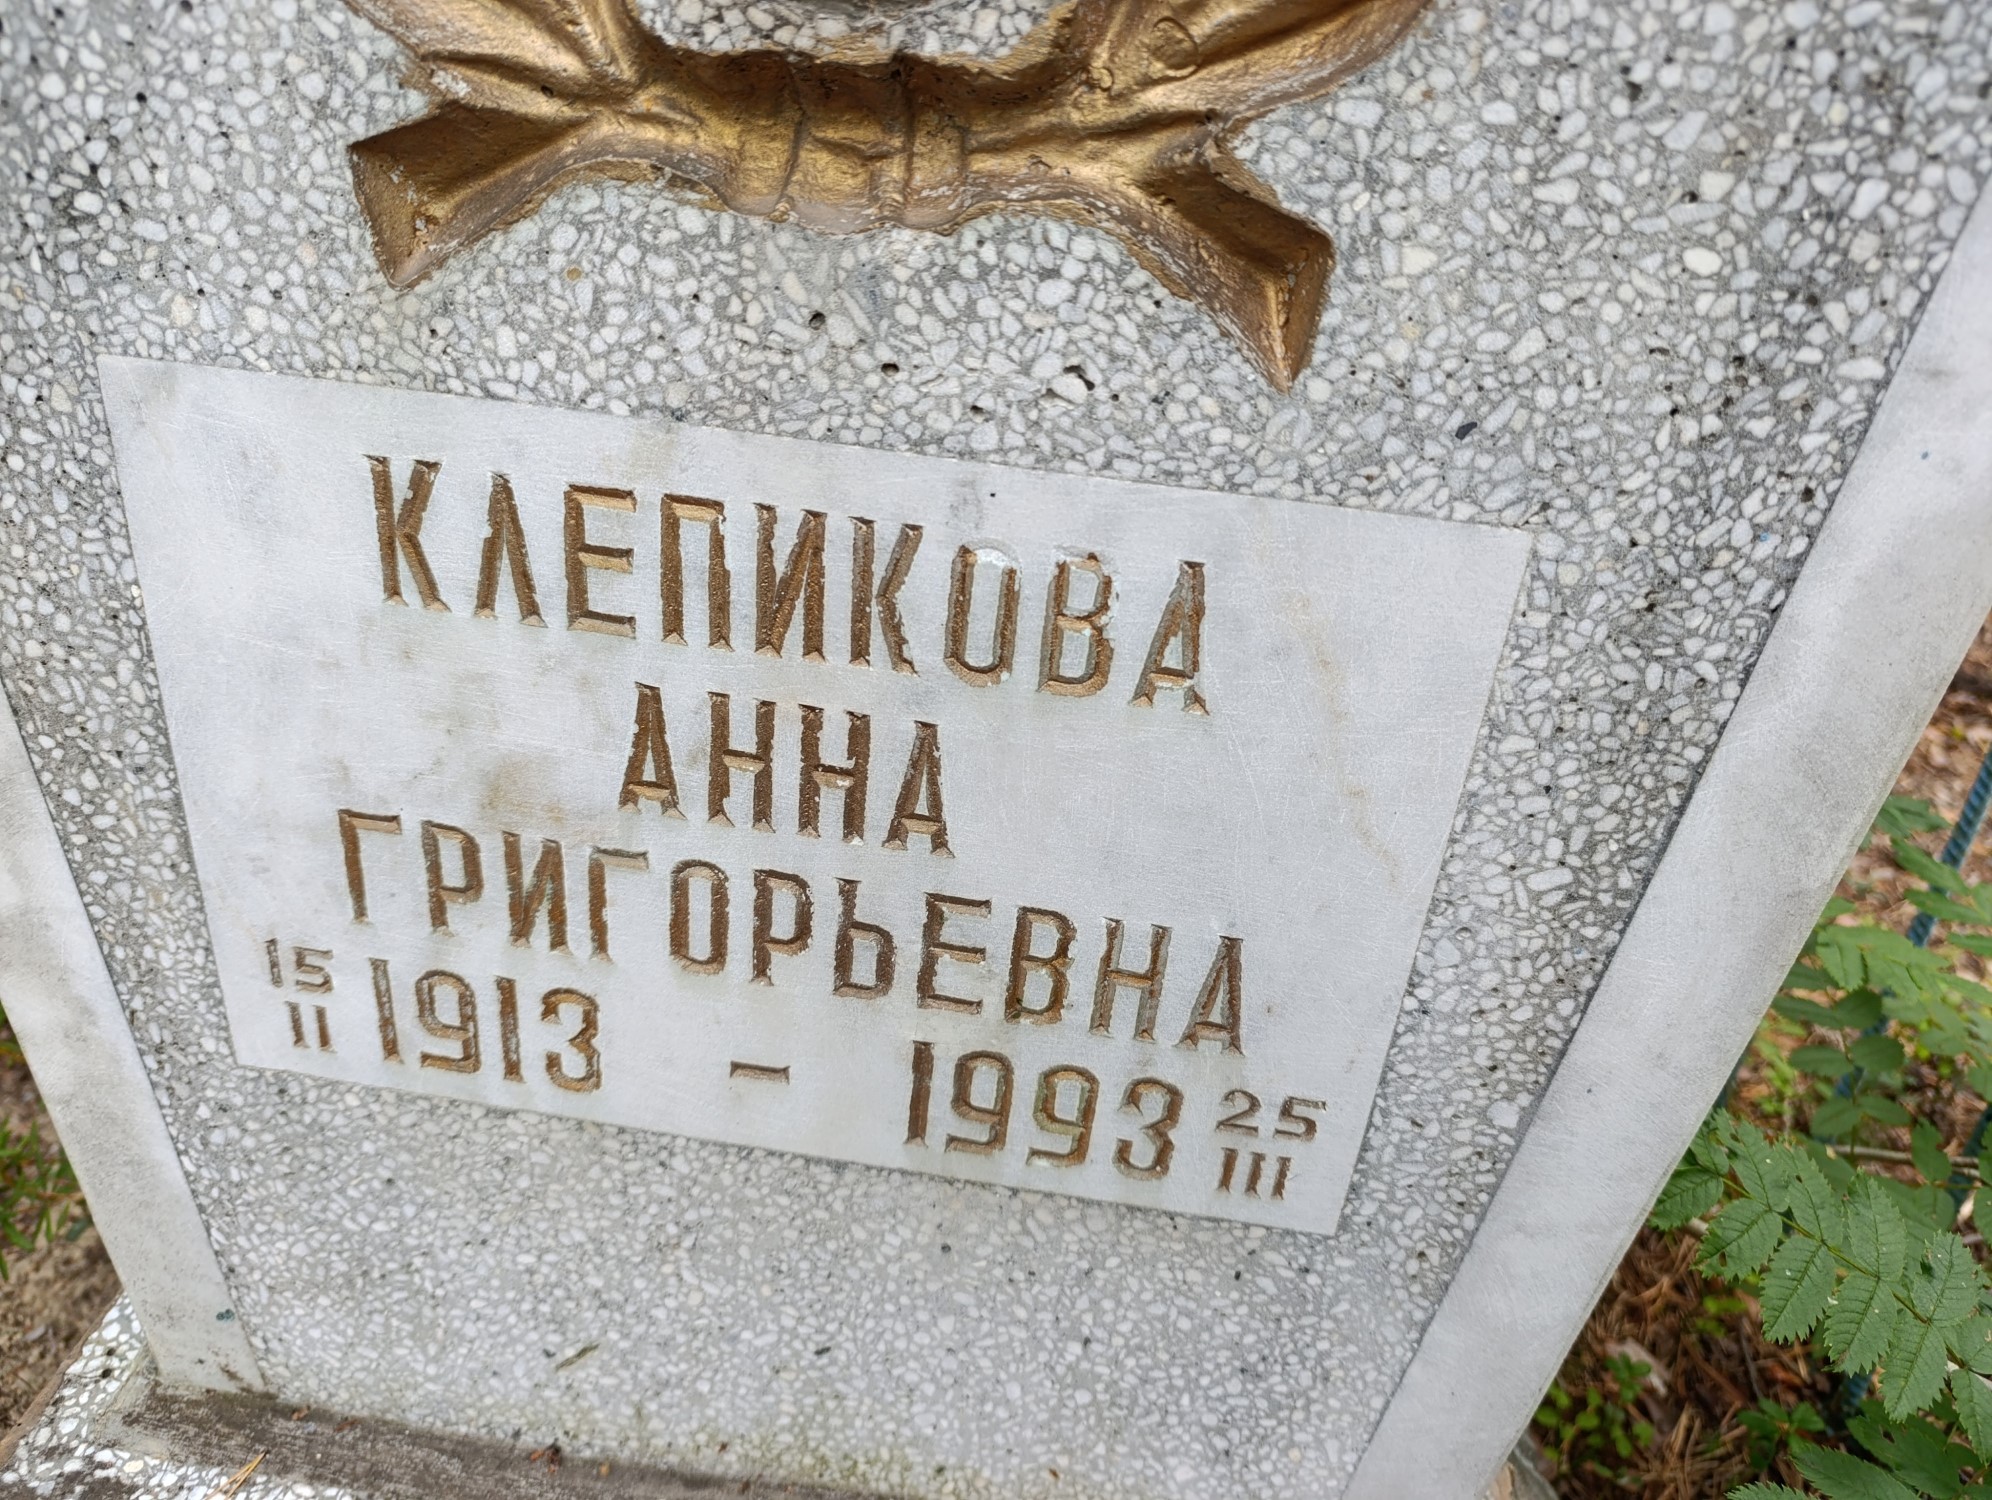 КЛЕПИКОВА
АННА
ГРИГОРЬЕВНА
15 II 1913 - 1993 25 III